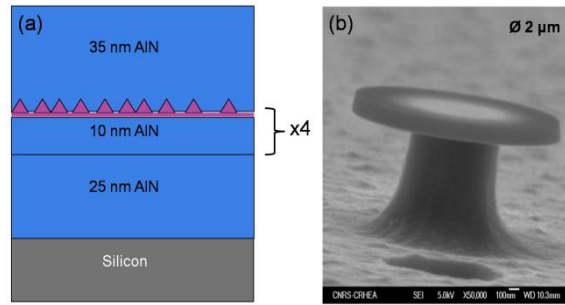 (a)
35 nm AlN
10 nm AlN
x4
25 nm AlN
Silicon
(b)
Ø 2 µm
CNRS-CRHEA SEI 5.0kV X50,000 100nm WD 10.3mm